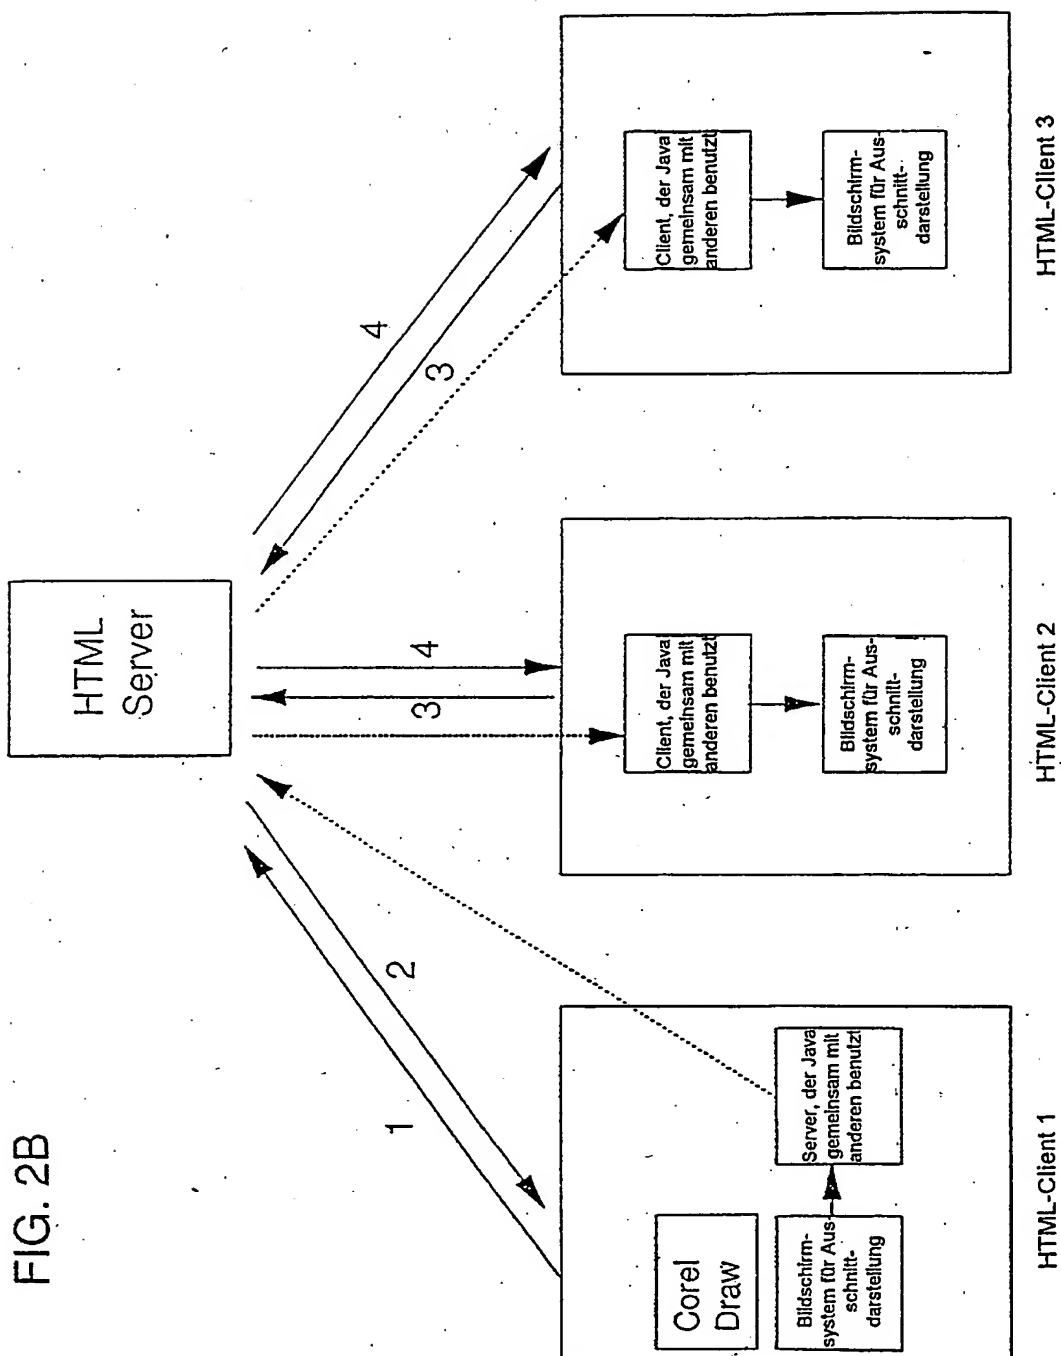 FIG. 2B
HTML
Server
1
2
3
4
3
4
Corel
Draw
Bildschirm-
system für Aus-
schnitt-
darstellung
Server, der Java
gemeinsam mit
anderen benutzt
HTML-Client 1
Client, der Java
gemeinsam mit
anderen benutzt
Bildschirm-
system für Aus-
schnitt-
darstellung
HTML-Client 2
Client, der Java
gemeinsam mit
anderen benutzt
Bildschirm-
system für Aus-
schnitt-
darstellung
HTML-Client 3